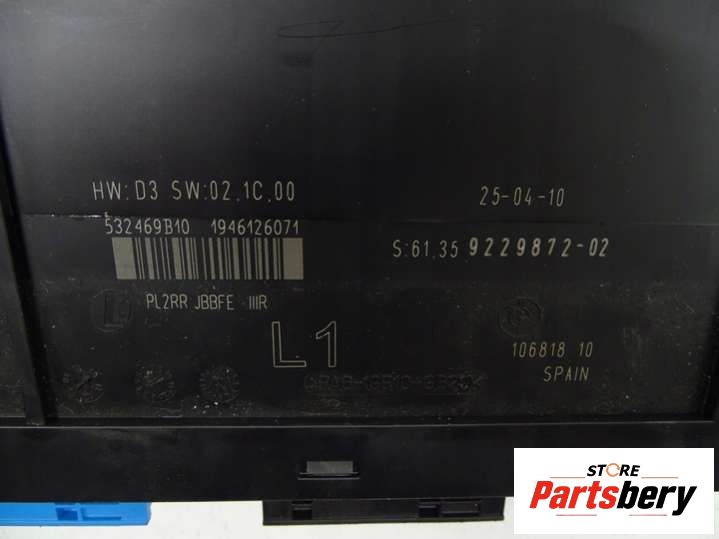 HW: D3 SW:02.1C.00
25-04-10
532469B10 1946126071
S:61.35 9229872-02
PL2RR JBBFE IIIR
L1
106818 10
SPAIN
STORE
Partsbery